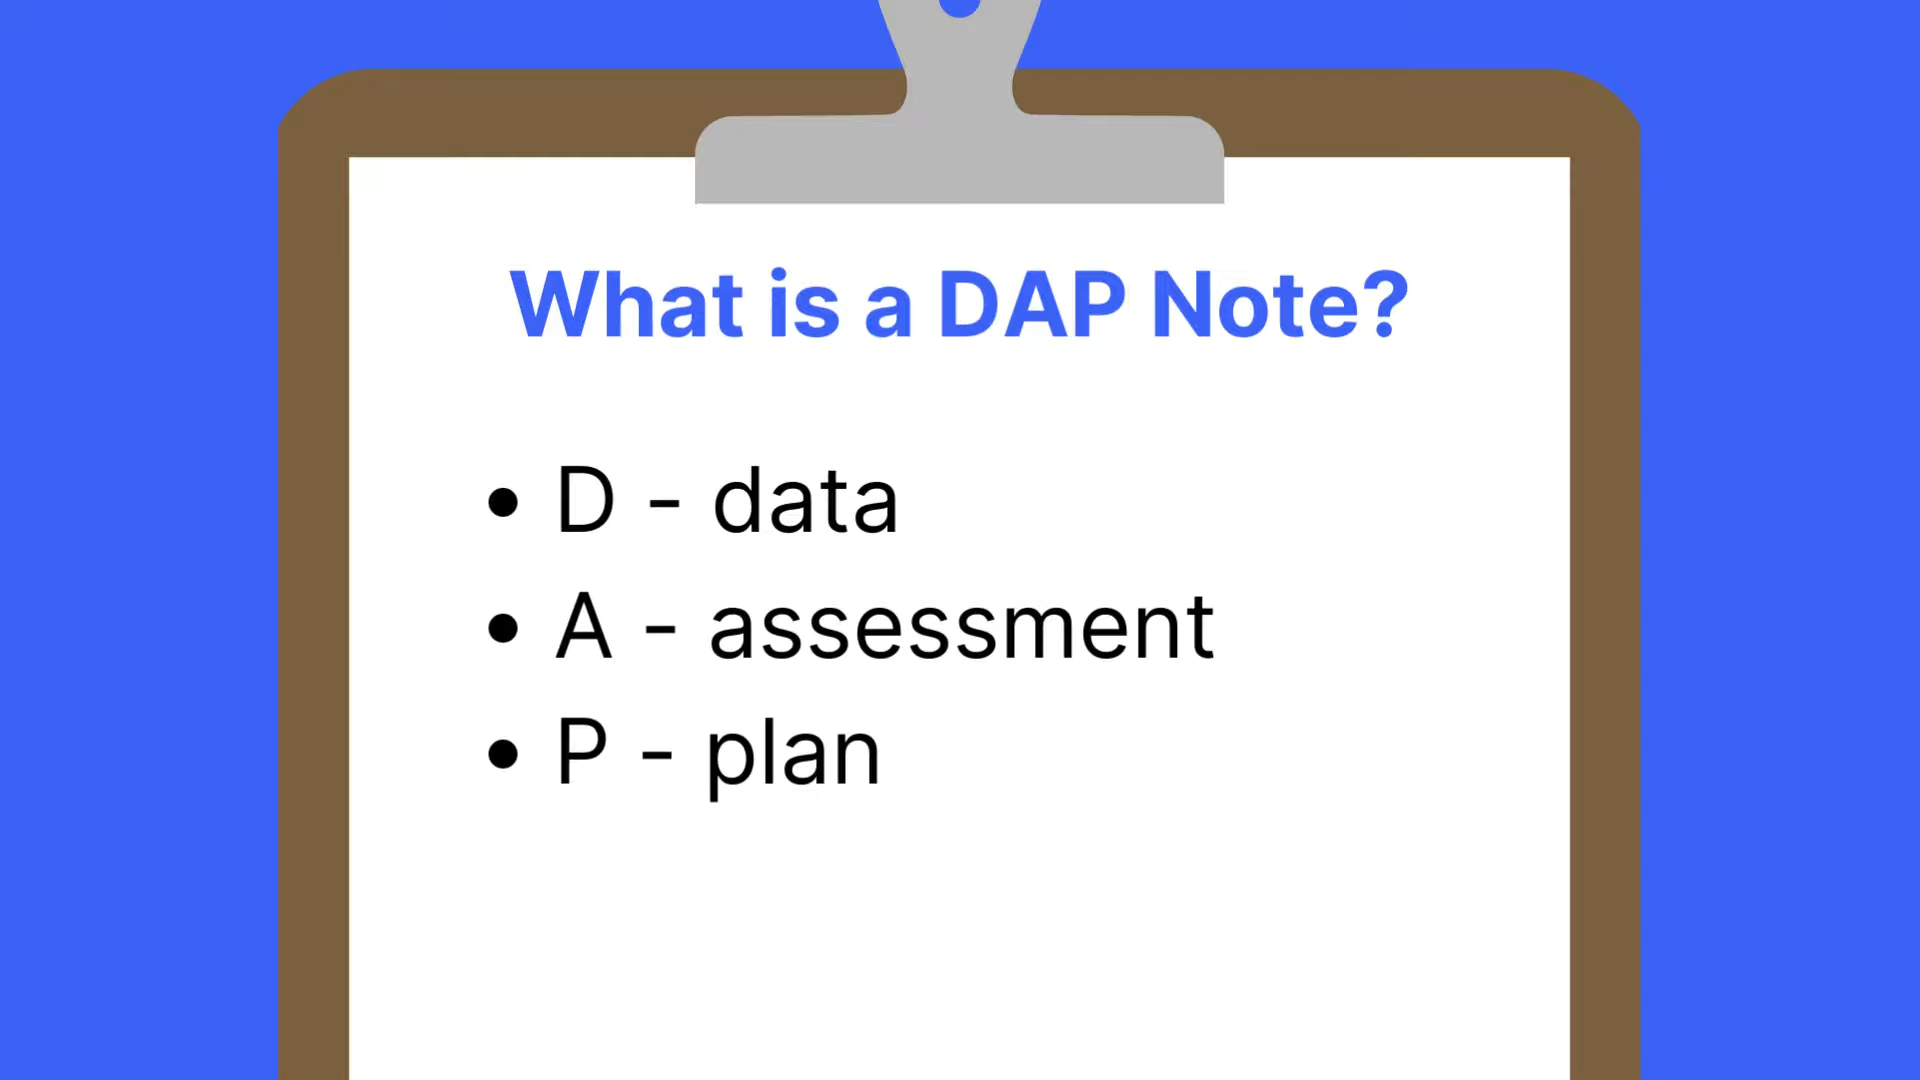 What is a DAP Note?
• D - data
• A - assessment
• P - plan